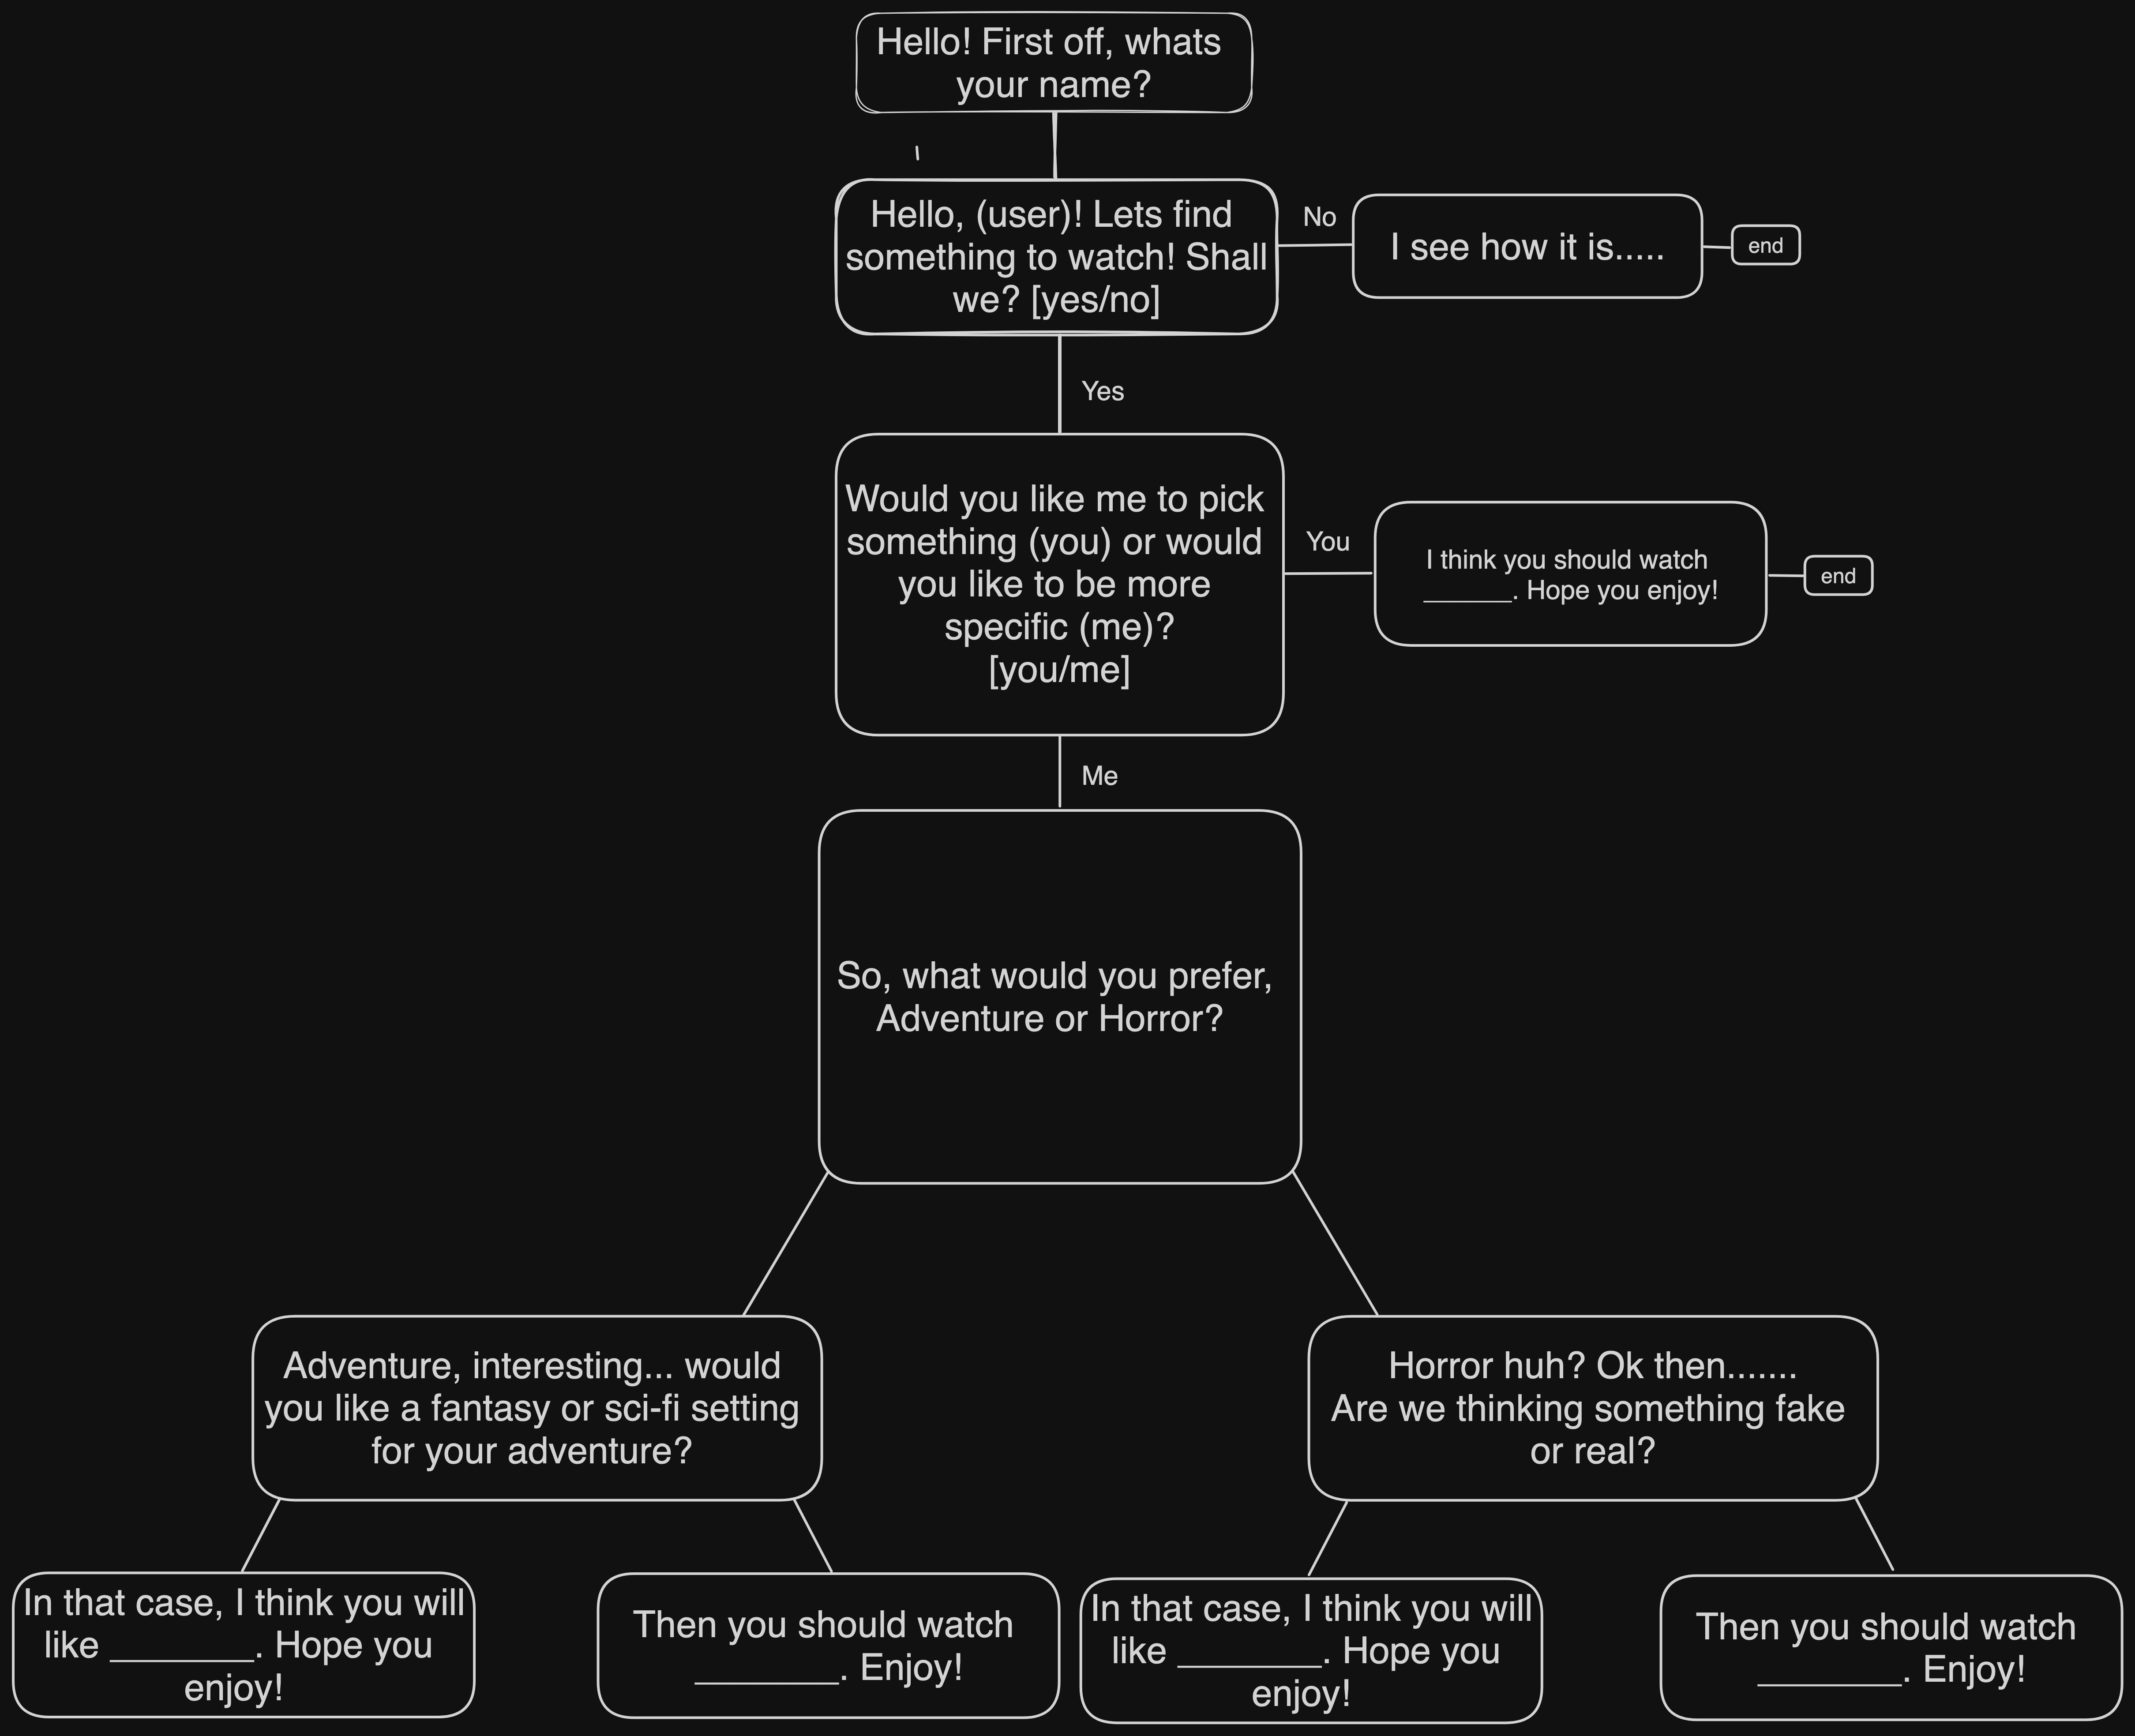 Hello! First off, whats
your name?
Hello, (user)! Lets find
something to watch! Shall
we? [yes/no]
No
I see how it is.....
end
Yes
Would you like me to pick
something (you) or would
you like to be more
specific (me)?
[you/me]
You
I think you should watch
______. Hope you enjoy!
end
Me
So, what would you prefer,
Adventure or Horror?
Adventure, interesting... would
you like a fantasy or sci-fi setting
for your adventure?
Horror huh? Ok then.......
Are we thinking something fake
or real?
In that case, I think you will
like _______. Hope you
enjoy!
Then you should watch
_______. Enjoy!
In that case, I think you will
like _______. Hope you
enjoy!
Then you should watch
_______. Enjoy!